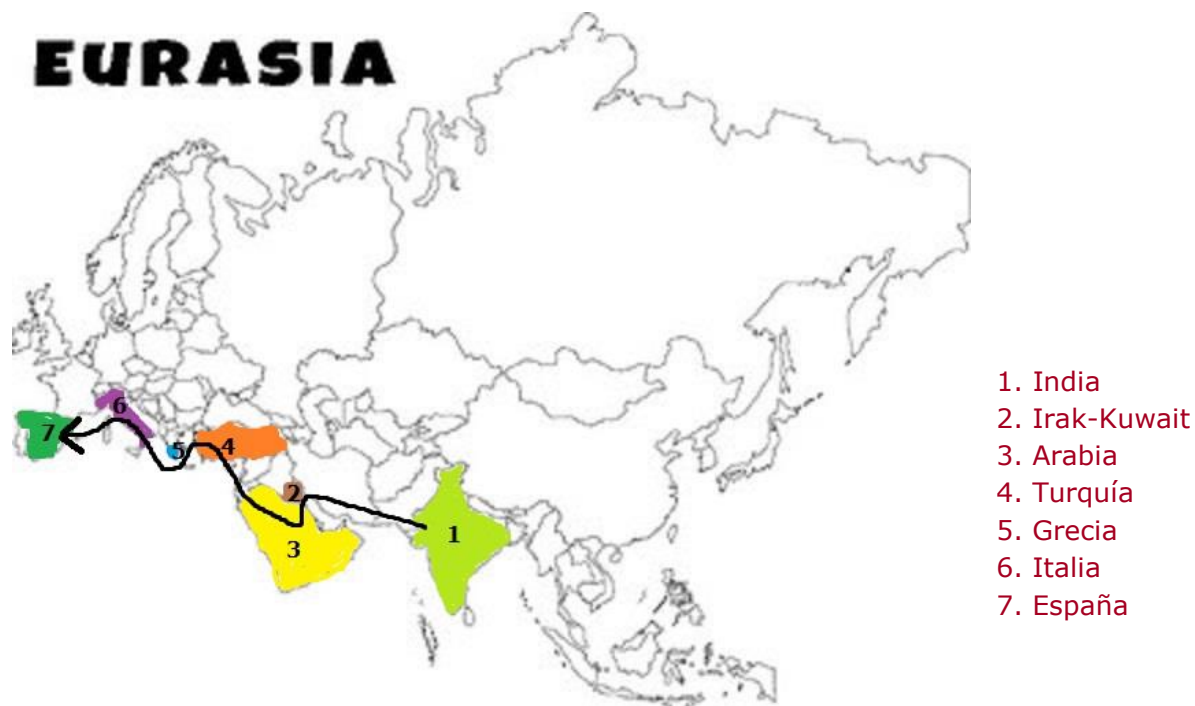 EURASIA
6
7
5
4
2
1
3
1. India
2. Irak-Kuwait
3. Arabia
4. Turquía
5. Grecia
6. Italia
7. España